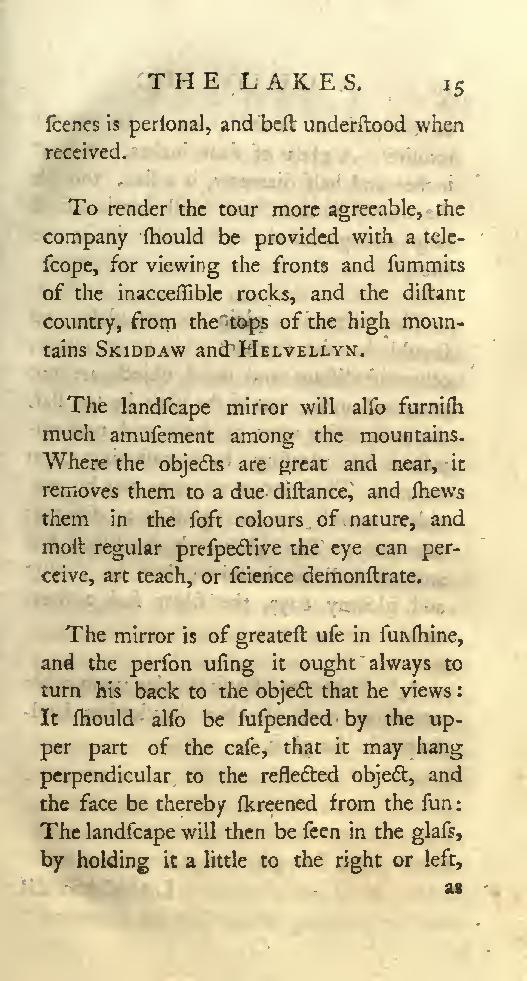 THE LAKES. 15
ſcenes is perſonal, and beſt underſtood when
received.
To render the tour more agreeable, the
company ſhould be provided with a tele-
ſcope, for viewing the fronts and ſummits
of the inacceſſible rocks, and the diſtant
country, from the tops of the high moun-
tains SKIDDAW and HELVELLYN.
The landſcape mirror will alſo furniſh
much amuſement among the mountains.
Where the objects are great and near, it
removes them to a due diſtance, and ſhews
them in the ſoft colours of nature, and
moſt regular preſpective the eye can per-
ceive, art teach, or ſcience demonſtrate.
The mirror is of greateſt uſe in ſunſhine,
and the perſon uſing it ought always to
turn his back to the object that he views:
It ſhould alſo be ſuſpended by the up-
per part of the caſe, that it may hang
perpendicular to the reflected object, and
the face be thereby ſkreened from the ſun:
The landſcape will then be ſeen in the glaſs,
by holding it a little to the right or left,
as